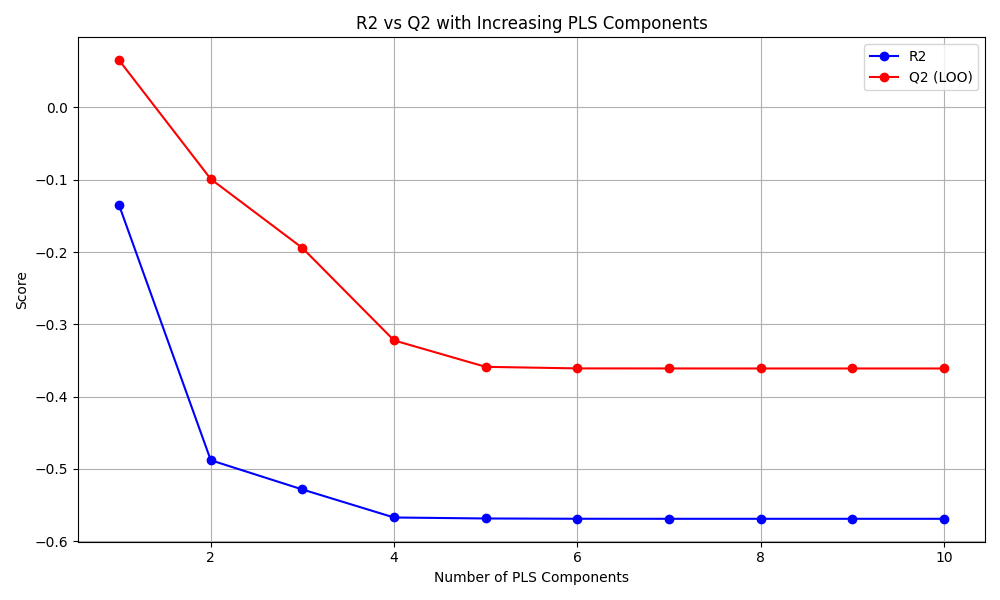 R2 vs Q2 with Increasing PLS Components
R2
Q2 (LOO)
Score
0.0
−0.1
−0.2
−0.3
−0.4
−0.5
−0.6
2 4 6 8 10
Number of PLS Components